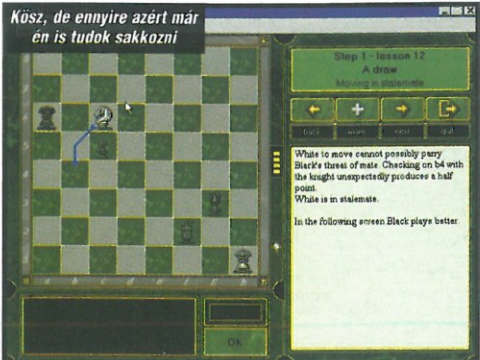 Kösz, de ennyire azért már
én is tudok sakkozni
Step 1 - lesson 12
A draw
Moving in stalemate
back
next
quit
White to move cannot possibly parry
Black's threat of mate. Checking on b4 with
the knight unexpectedly produces a half
point.
White is in stalemate.
In the following screen Black plays better.
OK